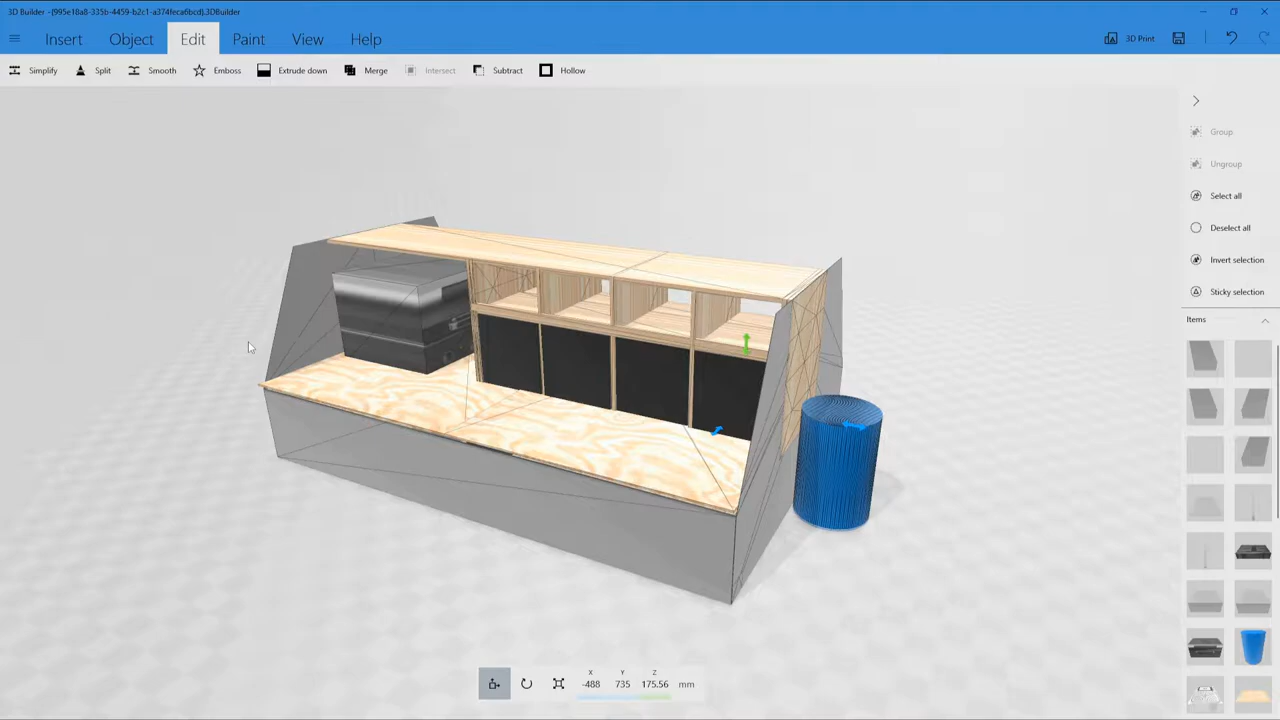 3D Builder -{995e18a8-335b-4459-b2c1-a374feca6bcd}.3DBuilder
Insert Object Edit Paint View Help
3D Print
Simplify Split Smooth Emboss Extrude down Merge Intersect Subtract Hollow
Group
Ungroup
Select all
Deselect all
Invert selection
Sticky selection
Items
X Y Z
-488 735 175.56 mm